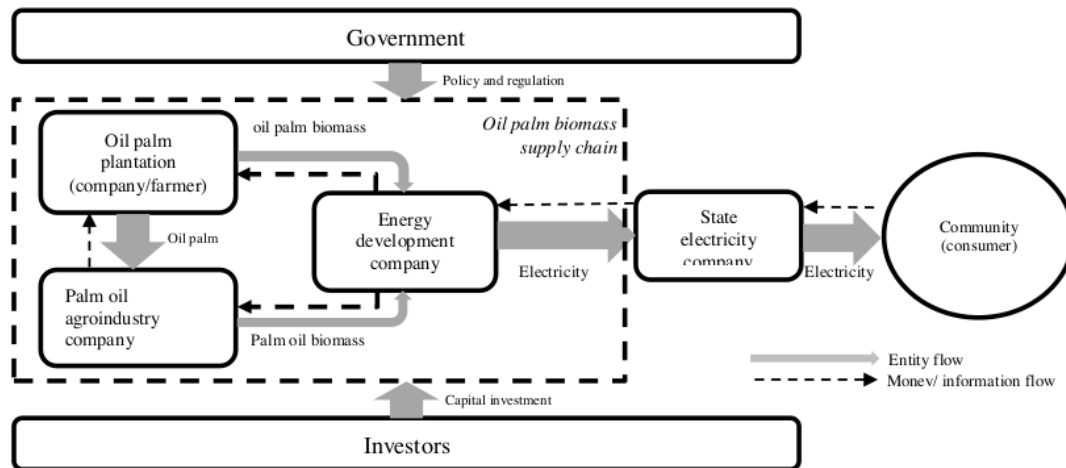 Government
Policy and regulation
Oil palm biomass
supply chain
oil palm biomass
Oil palm
plantation
(company/farmer)
Oil palm
Energy
development
company
Palm oil
agroindustry
company
Palm oil biomass
Electricity
State
electricity
company
Electricity
Community
(consumer)
Entity flow
Monev/ information flow
Capital investment
Investors